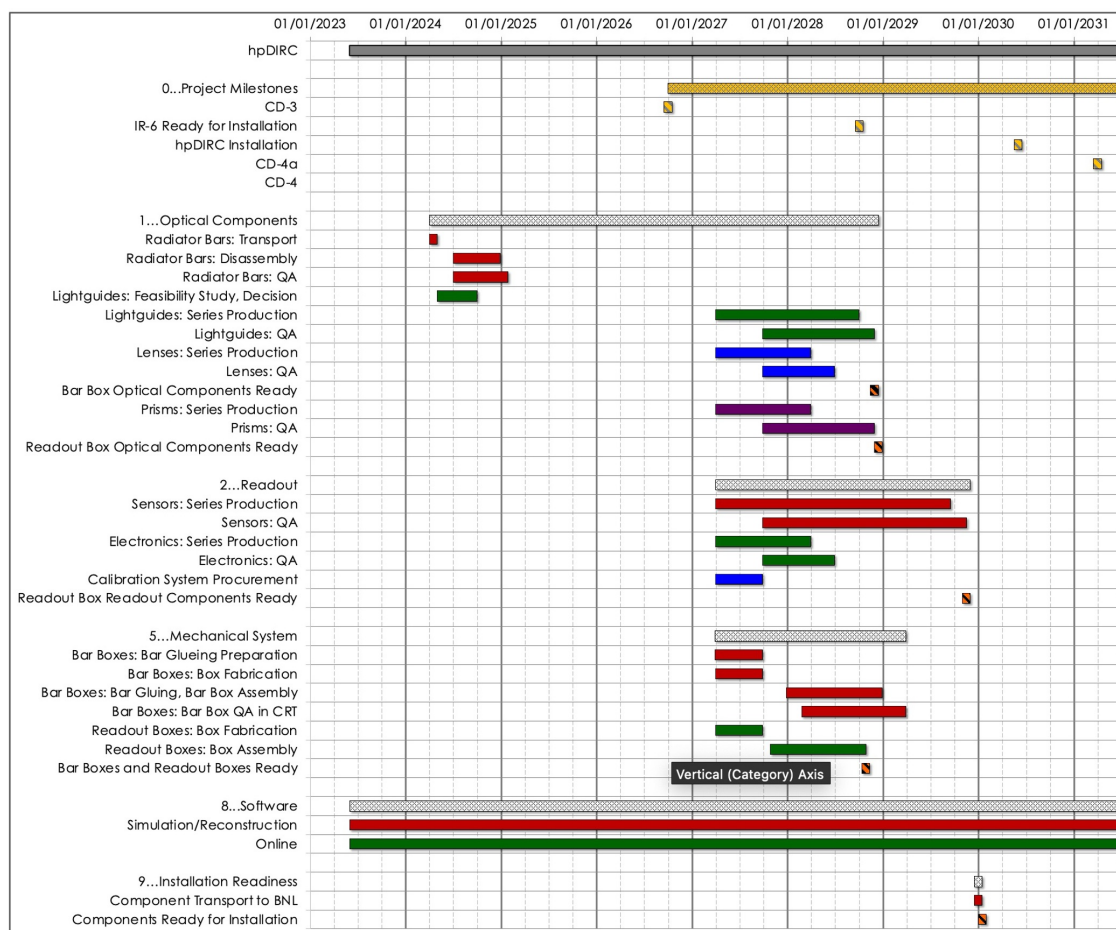 01/01/2023 01/01/2024 01/01/2025 01/01/2026 01/01/2027 01/01/2028 01/01/2029 01/01/2030 01/01/2031
hpDIRC
0...Project Milestones
CD-3
IR-6 Ready for Installation
hpDIRC Installation
CD-4a
CD-4
1...Optical Components
Radiator Bars: Transport
Radiator Bars: Disassembly
Radiator Bars: QA
Lightguides: Feasibility Study, Decision
Lightguides: Series Production
Lightguides: QA
Lenses: Series Production
Lenses: QA
Bar Box Optical Components Ready
Prisms: Series Production
Prisms: QA
Readout Box Optical Components Ready
2...Readout
Sensors: Series Production
Sensors: QA
Electronics: Series Production
Electronics: QA
Calibration System Procurement
Readout Box Readout Components Ready
5...Mechanical System
Bar Boxes: Bar Glueing Preparation
Bar Boxes: Box Fabrication
Bar Boxes: Bar Gluing, Bar Box Assembly
Bar Boxes: Bar Box QA in CRT
Readout Boxes: Box Fabrication
Readout Boxes: Box Assembly
Bar Boxes and Readout Boxes Ready
Vertical (Category) Axis
8...Software
Simulation/Reconstruction
Online
9...Installation Readiness
Component Transport to BNL
Components Ready for Installation